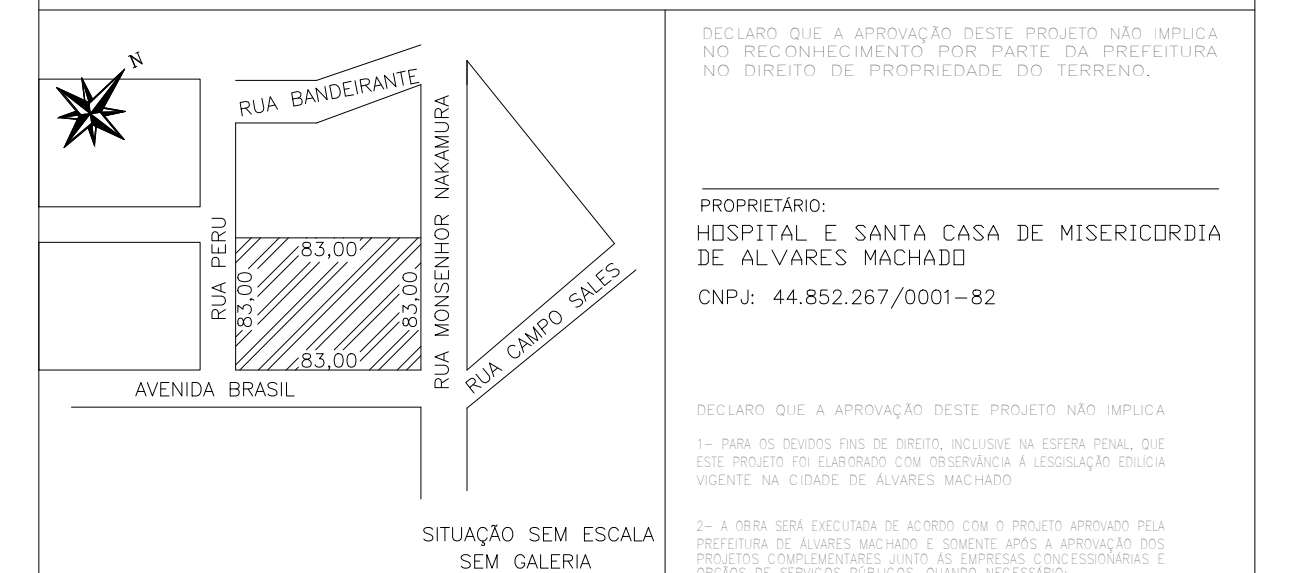 N
RUA BANDEIRANTE
RUA MONSENHOR NAKAMURA
RUA PERU
83,00
83,00
83,00
83,00
RUA CAMPO SALES
AVENIDA BRASIL
SITUAÇÃO SEM ESCALA
SEM GALERIA
DECLARO QUE A APROVAÇÃO DESTE PROJETO NÃO IMPLICA
NO RECONHECIMENTO POR PARTE DA PREFEITURA
NO DIREITO DE PROPRIEDADE DO TERRENO.
PROPRIETÁRIO:
HOSPITAL E SANTA CASA DE MISERICORDIA
DE ALVARES MACHADO
CNPJ: 44.852.267/0001-82
DECLARO QUE A APROVAÇÃO DESTE PROJETO NÃO IMPLICA
1- PARA OS DEVIDOS FINS DE DIREITO, INCLUSIVE NA ESFERA PENAL, QUE
ESTE PROJETO FOI ELABORADO COM OBSERVÂNCIA Á LESGISLAÇÃO EDILÍCIA
VIGENTE NA CIDADE DE ÁLVARES MACHADO
2- A OBRA SERÁ EXECUTADA DE ACORDO COM O PROJETO APROVADO PELA
PREFEITURA DE ÁLVARES MACHADO E SOMENTE APÓS A APROVAÇÃO DOS
PROJETOS COMPLEMENTARES JUNTO ÁS EMPRESAS CONCESSIONÁRIAS E
ORGÃOS DE SERVIÇOS PÚBLICOS, QUANDO NECESSÁRIO;